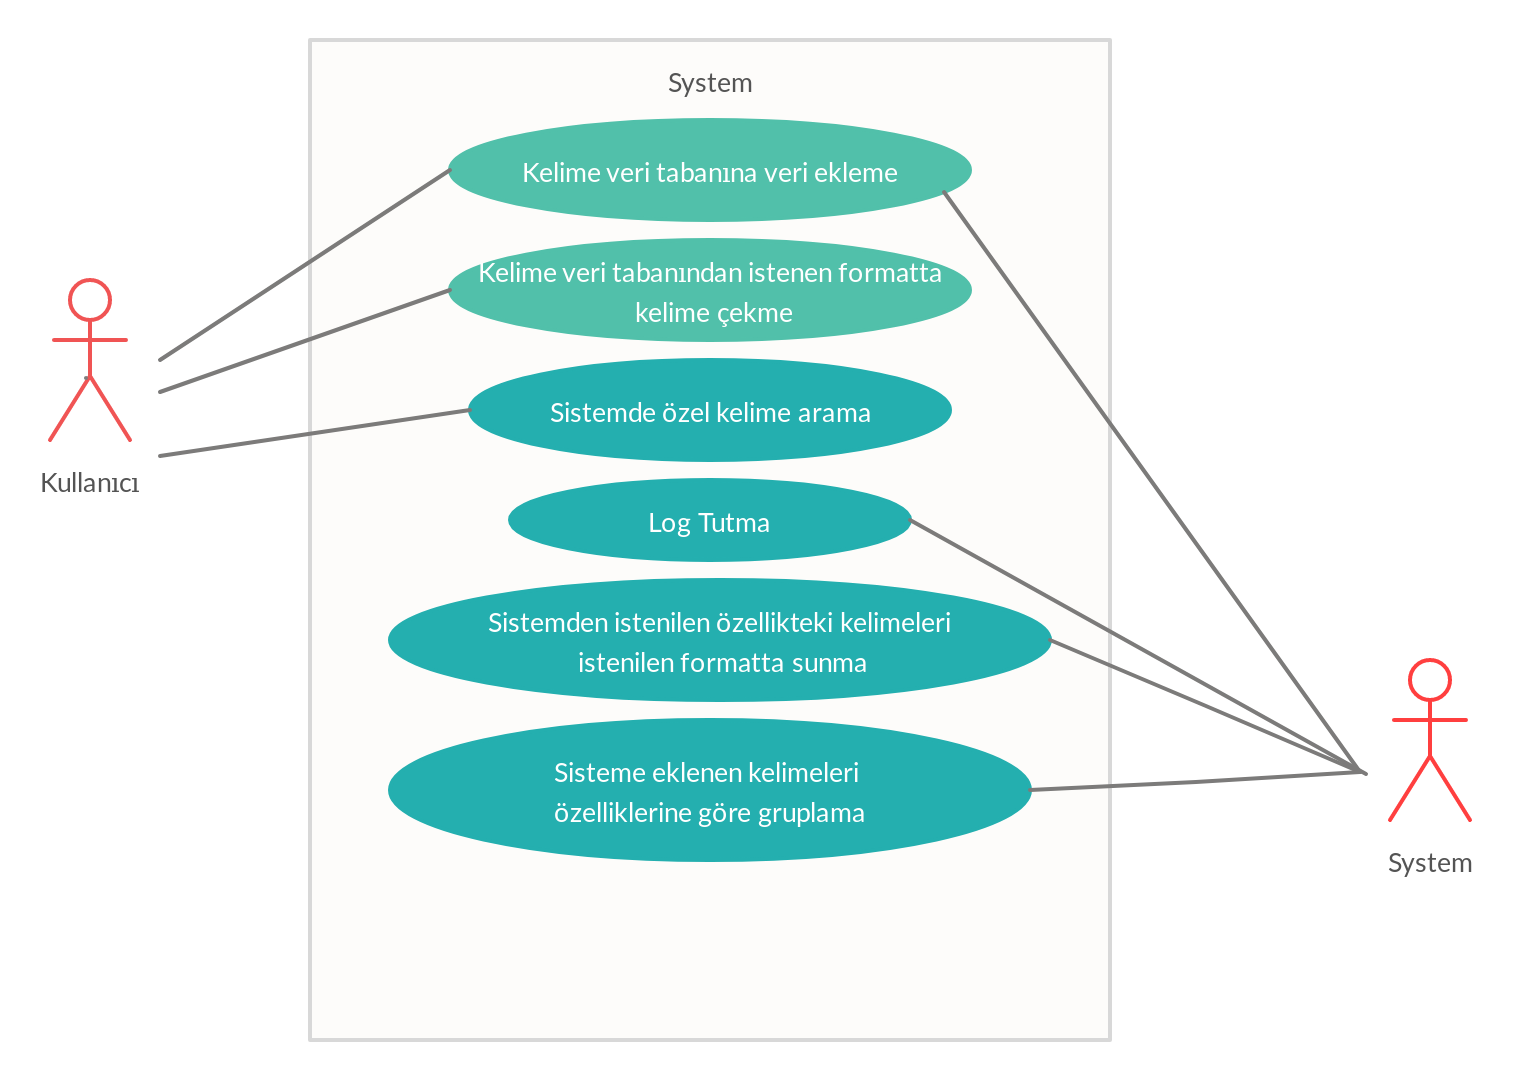 System
Kelime veri tabanına veri ekleme
Kelime veri tabanından istenen formatta
kelime çekme
Sistemde özel kelime arama
Kullanıcı
Log Tutma
Sistemden istenilen özellikteki kelimeleri
istenilen formatta sunma
Sisteme eklenen kelimeleri
özelliklerine göre gruplama
System